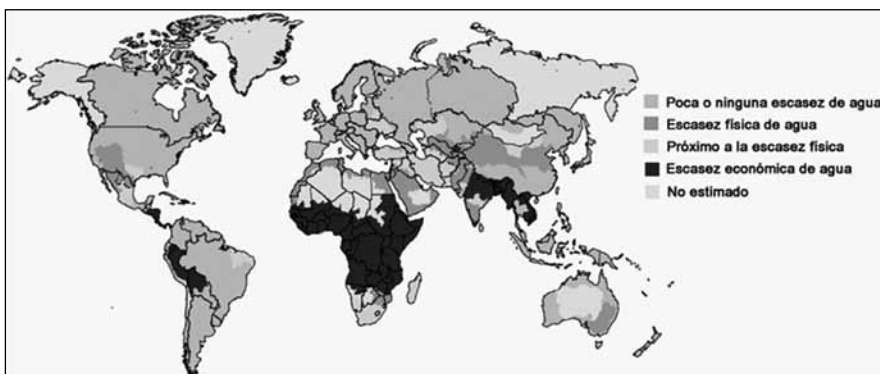 Poca o ninguna escasez de agua
Escasez física de agua
Próximo a la escasez física
Escasez económica de agua
No estimado